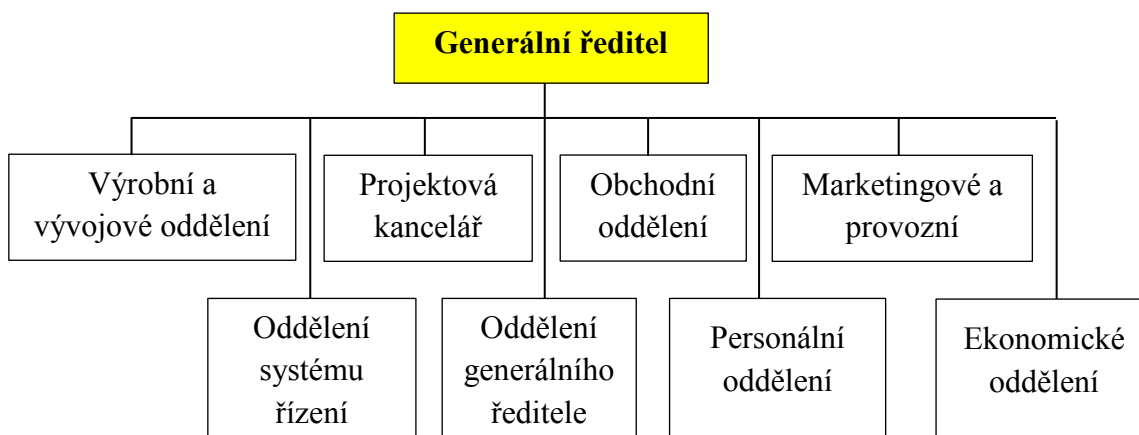 Generální ředitel
Výrobní a
vývojové oddělení
Projektová
kancelář
Obchodní
oddělení
Marketingové a
provozní
Oddělení
systému
řízení
Oddělení
generálního
ředitele
Personální
oddělení
Ekonomické
oddělení